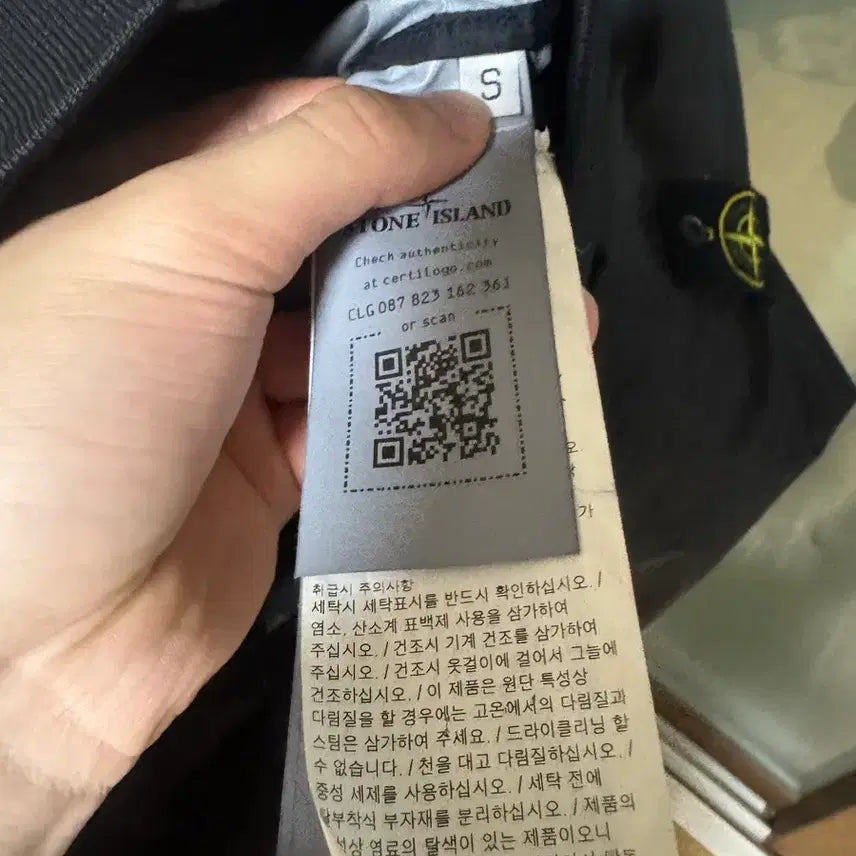 S
STONE ISLAND
Check authenticity
at certilogo.com
CLG 087 823 162 361
or scan
요
가
취급시 주의사항
세탁시 세탁표시를 반드시 확인하십시오. /
염소, 산소계 표백제 사용을 삼가하여
주십시오. / 건조시 기계 건조를 삼가하여
주십시오. / 건조시 옷걸이에 걸어서 그늘에
건조하십시오. / 이 제품은 원단 특성상
다림질을 할 경우에는 고온에서의 다림질과
스팀은 삼가하여 주세요. / 드라이클리닝 할
수 없습니다. / 천을 대고 다림질하십시오. /
중성 세제를 사용하십시오. / 세탁 전에
탈부착식 부자재를 분리하십시오. / 제품의
염료의 탈색이 있는 제품이오니